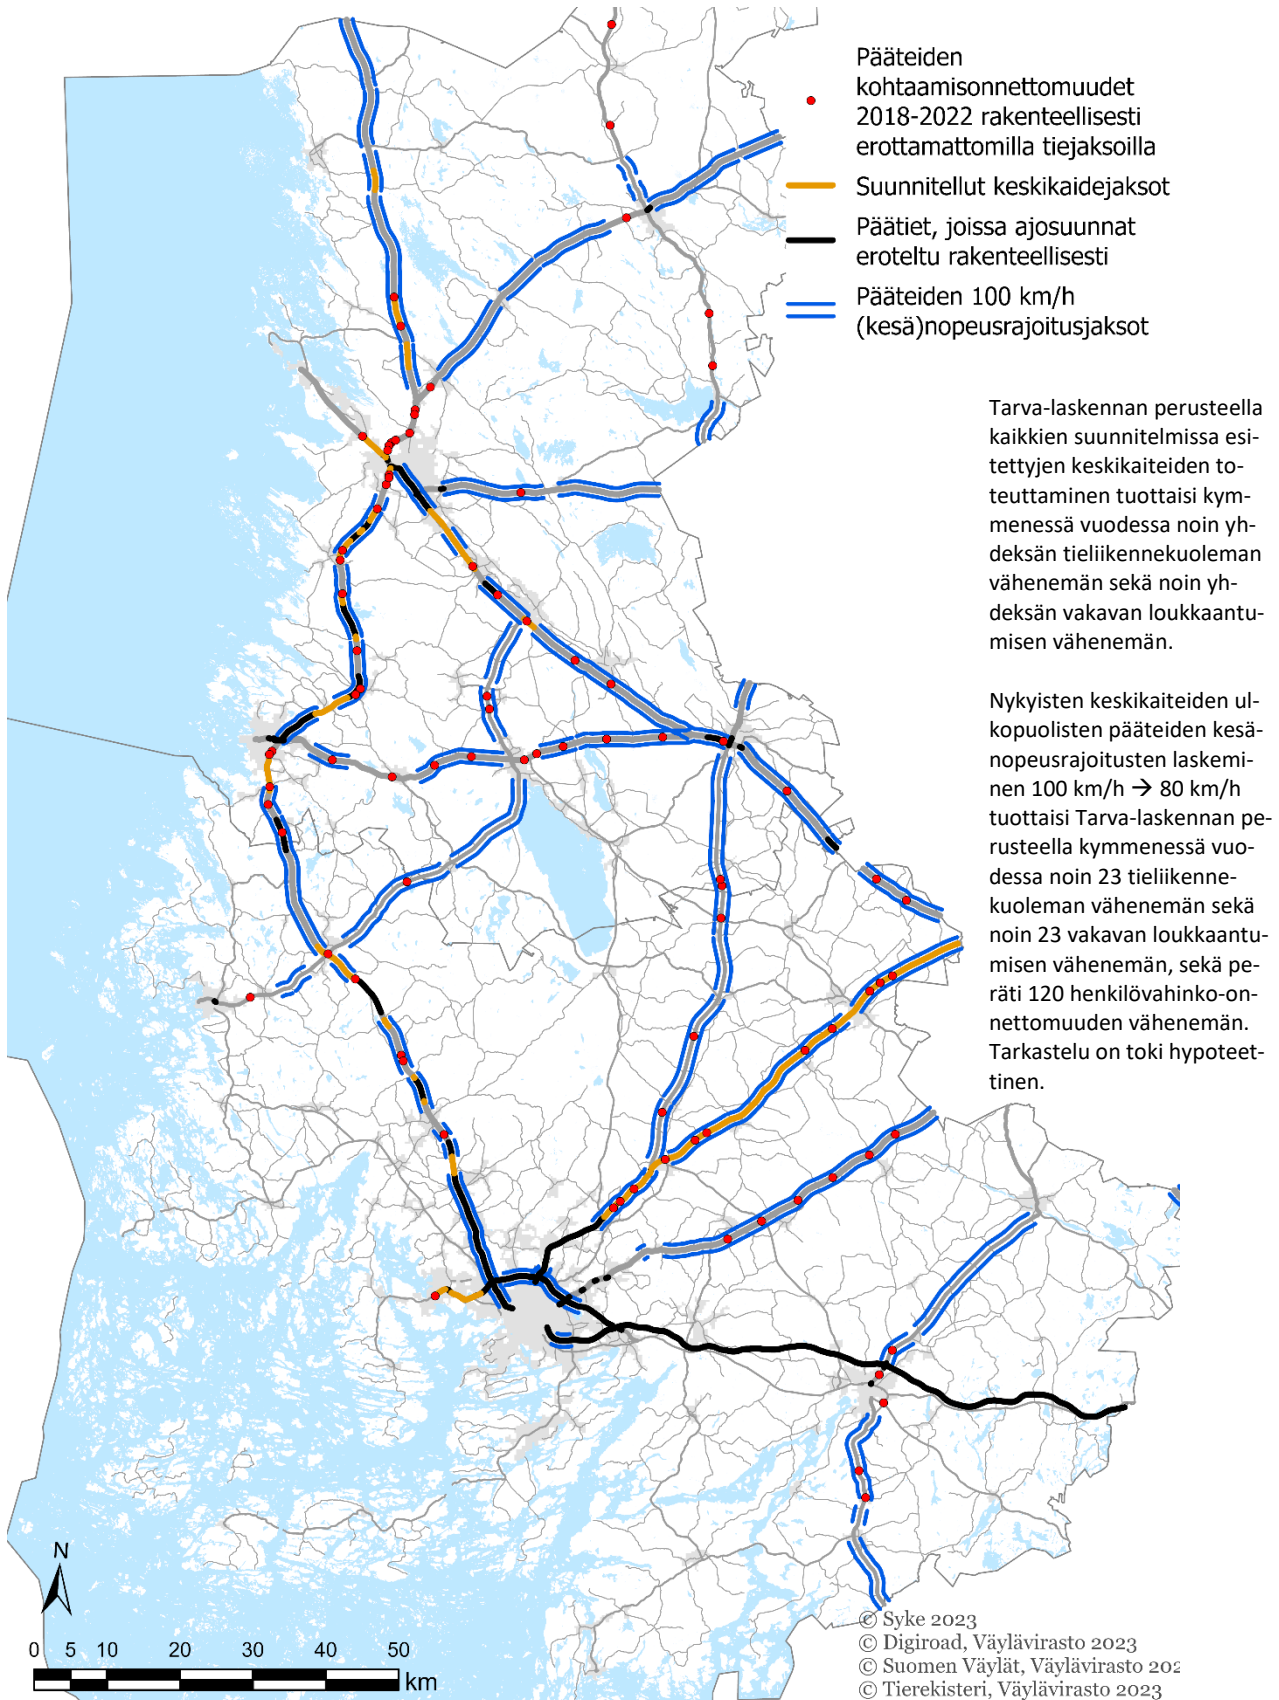 Pääteiden
kohtaamisonnettomuudet
2018-2022 rakenteellisesti
erottamattomilla tiejaksoilla
Suunnitellut keskikaidejaksot
Päätiet, joissa ajosuunnat
eroteltu rakenteellisesti
Pääteiden 100 km/h
(kesä)nopeusrajoitusjaksot
Tarva-laskennan perusteella
kaikkien suunnitelmissa esi-
tettyjen keskikaiteiden to-
teuttaminen tuottaisi kym-
menessä vuodessa noin yh-
deksän tieliikennekuoleman
vähenemän sekä noin yh-
deksän vakavan loukkaantu-
misen vähenemän.
Nykyisten keskikaiteiden ul-
kopuolisten pääteiden kesä-
nopeusrajoitusten laskemi-
nen 100 km/h → 80 km/h
tuottaisi Tarva-laskennan pe-
rusteella kymmenessä vuo-
dessa noin 23 tieliikenne-
kuoleman vähenemän sekä
noin 23 vakavan loukkaantu-
misen vähenemän, sekä pe-
räti 120 henkilövahinko-on-
nettomuuden vähenemän.
Tarkastelu on toki hypoteet-
tinen.
N
0 5 10 20 30 40 50
km
© Syke 2023
© Digiroad, Väylävirasto 2023
© Suomen Väylät, Väylävirasto 202
© Tierekisteri, Väylävirasto 2023